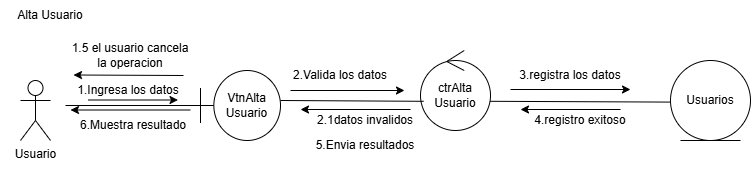 Alta Usuario
1.5 el usuario cancela
la operacion
1.Ingresa los datos
6.Muestra resultado
Usuario
VtnAlta
Usuario
2.Valida los datos
2.1datos invalidos
5.Envia resultados
ctrAlta
Usuario
3.registra los datos
4.registro exitoso
Usuarios